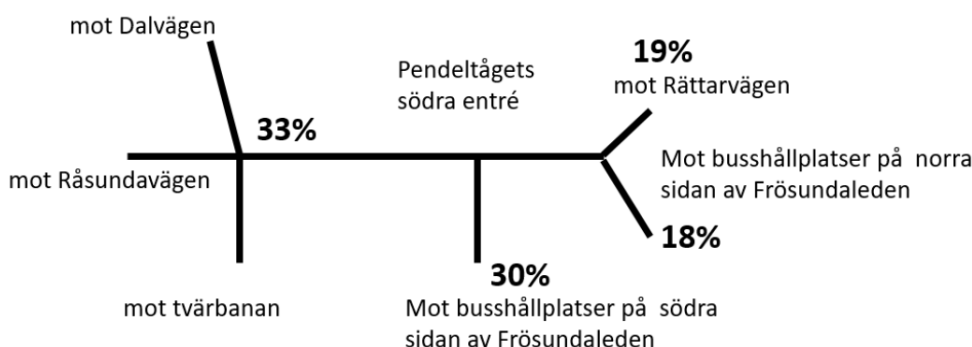 mot Dalvägen
19%
Pendeltågets
södra entré
mot Rättarvägen
33%
mot Råsundavägen
Mot busshållplatser på norra
sidan av Frösundaleden
18%
30%
mot tvärbanan
Mot busshållplatser på södra
sidan av Frösundaleden